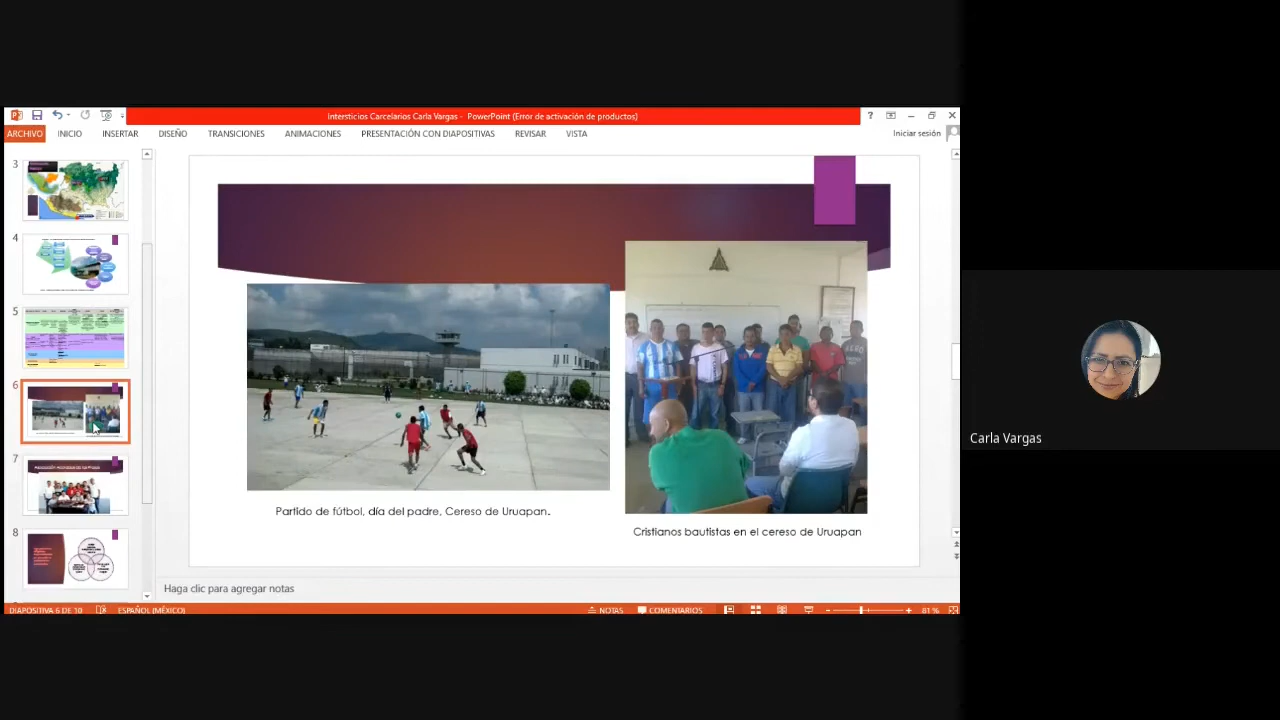 Intersticios Carcelarios Carla Vargas - PowerPoint (Error de activación de productos)
ARCHIVO INICIO INSERTAR DISEÑO TRANSICIONES ANIMACIONES PRESENTACIÓN CON DIAPOSITIVAS REVISAR VISTA
Iniciar sesión
3
4
5
6
7
8
Partido de fútbol, día del padre, Cereso de Uruapan.
Cristianos bautistas en el cereso de Uruapan
Carla Vargas
Haga clic para agregar notas
DIAPOSITIVA 6 DE 10 ESPAÑOL (MÉXICO) NOTAS COMENTARIOS 81 %